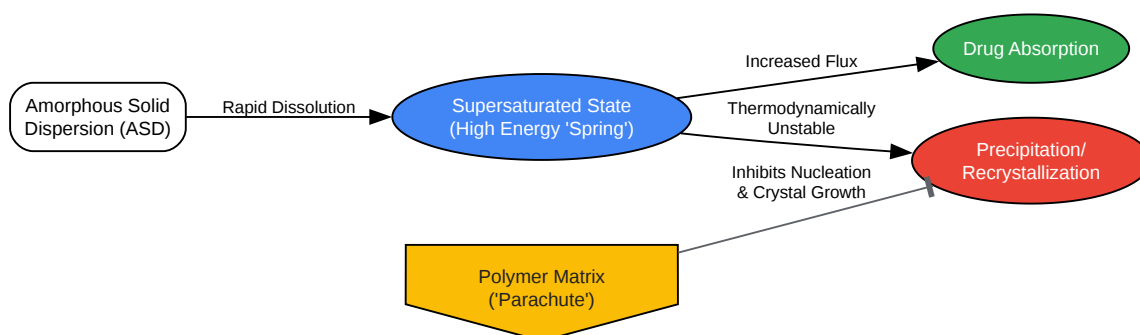 Amorphous Solid
Dispersion (ASD)
Rapid Dissolution
Supersaturated State
(High Energy 'Spring')
Increased Flux
Drug Absorption
Thermodynamically
Unstable
Precipitation/
Recrystallization
Inhibits Nucleation
& Crystal Growth
Polymer Matrix
('Parachute')